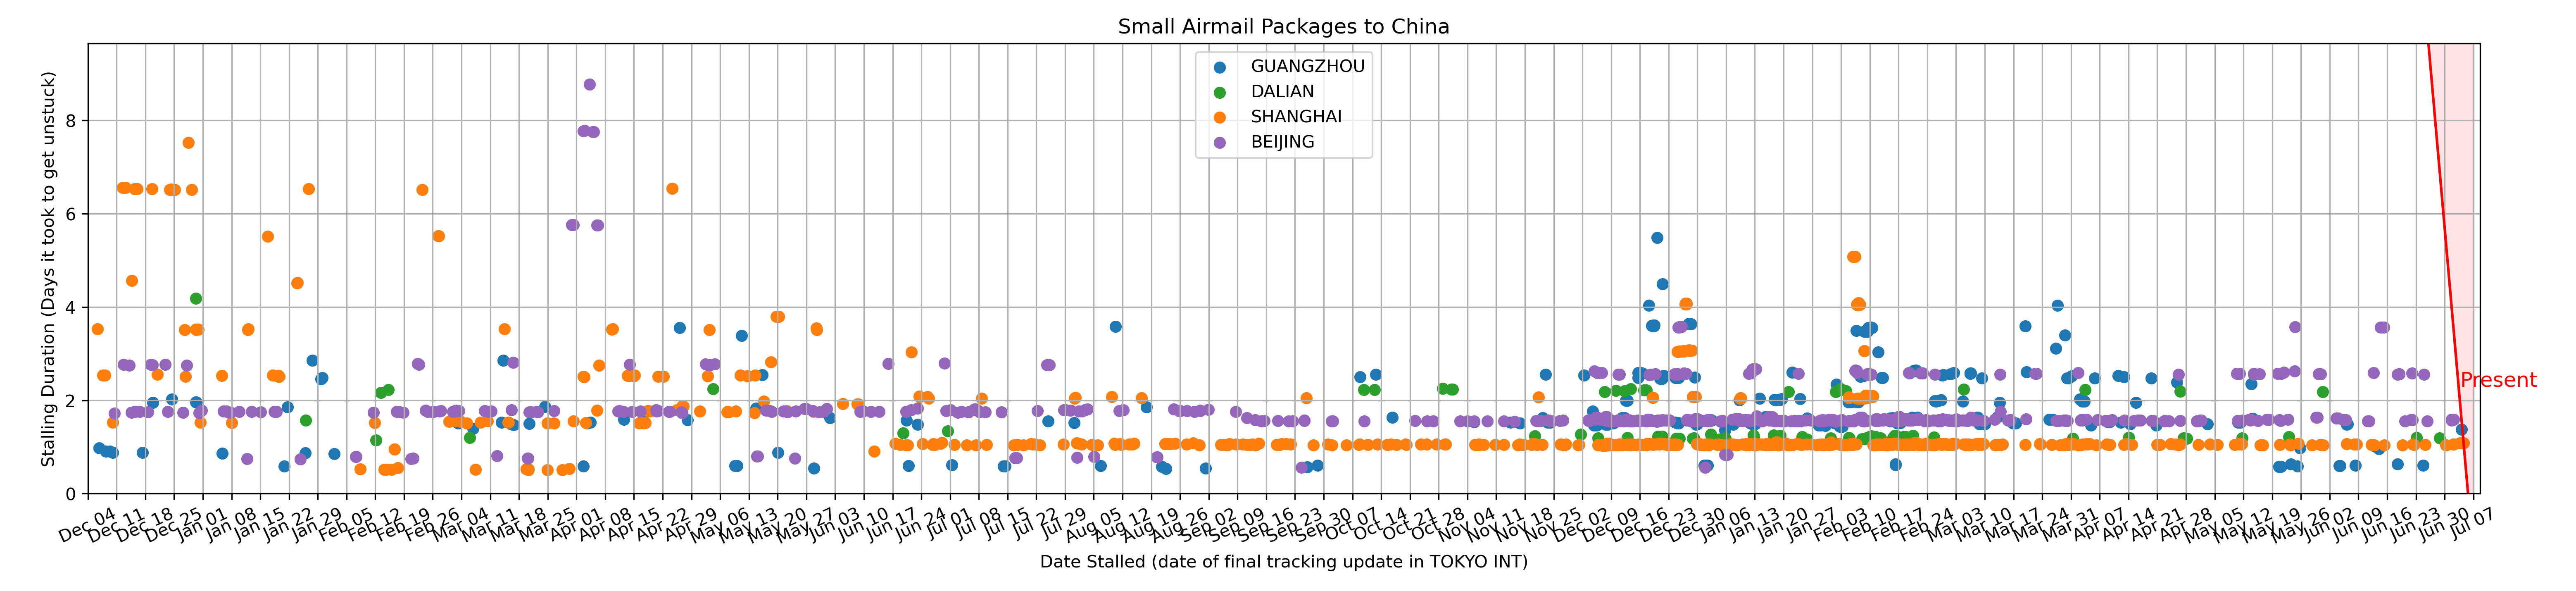 Small Airmail Packages to China
GUANGZHOU
DALIAN
SHANGHAI
BEIJING
Stalling Duration (Days it took to get unstuck)
8
6
4
2
0
Present
Dec 04
Dec 11
Dec 18
Dec 25
Jan 01
Jan 08
Jan 15
Jan 22
Jan 29
Feb 05
Feb 12
Feb 19
Feb 26
Mar 04
Mar 11
Mar 18
Mar 25
Apr 01
Apr 08
Apr 15
Apr 22
Apr 29
May 06
May 13
May 20
May 27
Jun 03
Jun 10
Jun 17
Jun 24
Jul 01
Jul 08
Jul 15
Jul 22
Jul 29
Aug 05
Aug 12
Aug 19
Aug 26
Sep 02
Sep 09
Sep 16
Sep 23
Sep 30
Oct 07
Oct 14
Oct 21
Oct 28
Nov 04
Nov 11
Nov 18
Nov 25
Dec 02
Dec 09
Dec 16
Dec 23
Dec 30
Jan 06
Jan 13
Jan 20
Jan 27
Feb 03
Feb 10
Feb 17
Feb 24
Mar 03
Mar 10
Mar 17
Mar 24
Mar 31
Apr 07
Apr 14
Apr 21
Apr 28
May 05
May 12
May 19
May 26
Jun 02
Jun 09
Jun 16
Jun 23
Jun 30
Jul 07
Date Stalled (date of final tracking update in TOKYO INT)